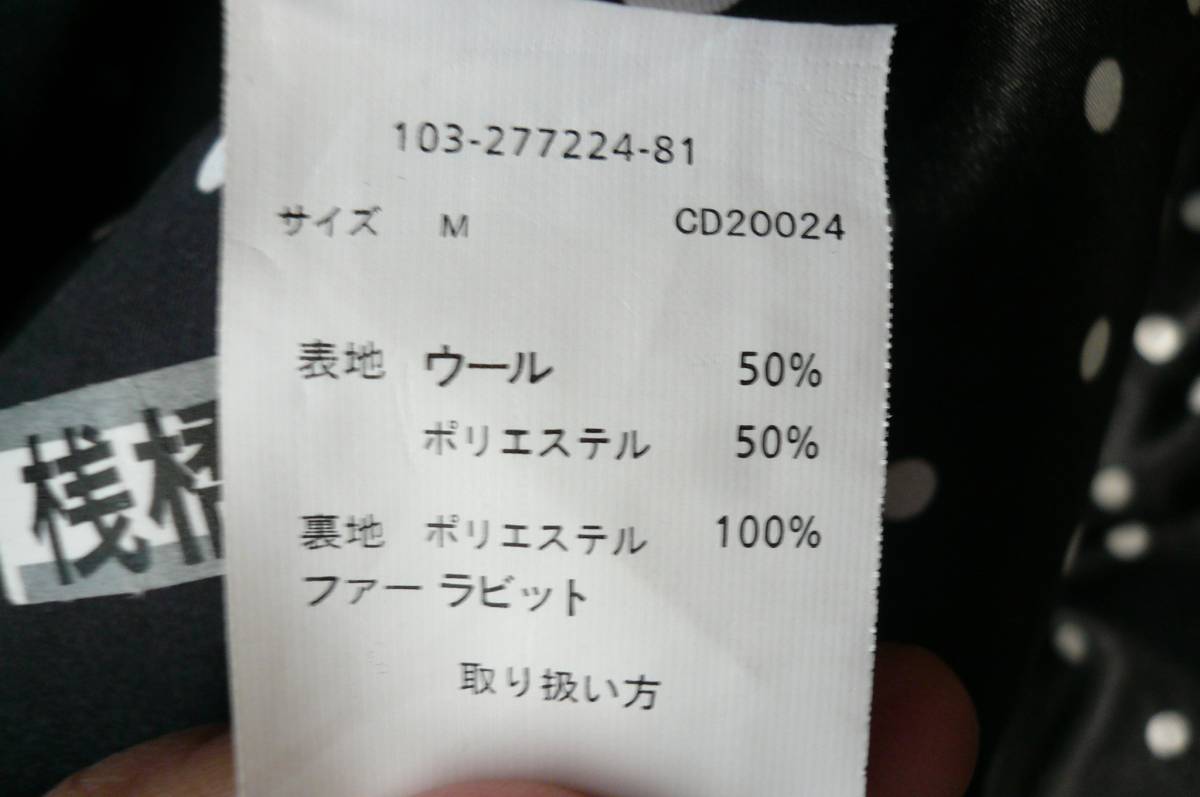 103-277224-81
サイズ M CD20024
表地 ウール 50%
ポリエステル 50%
裏地 ポリエステル 100%
ファー ラビット
取り扱い方
桟橋